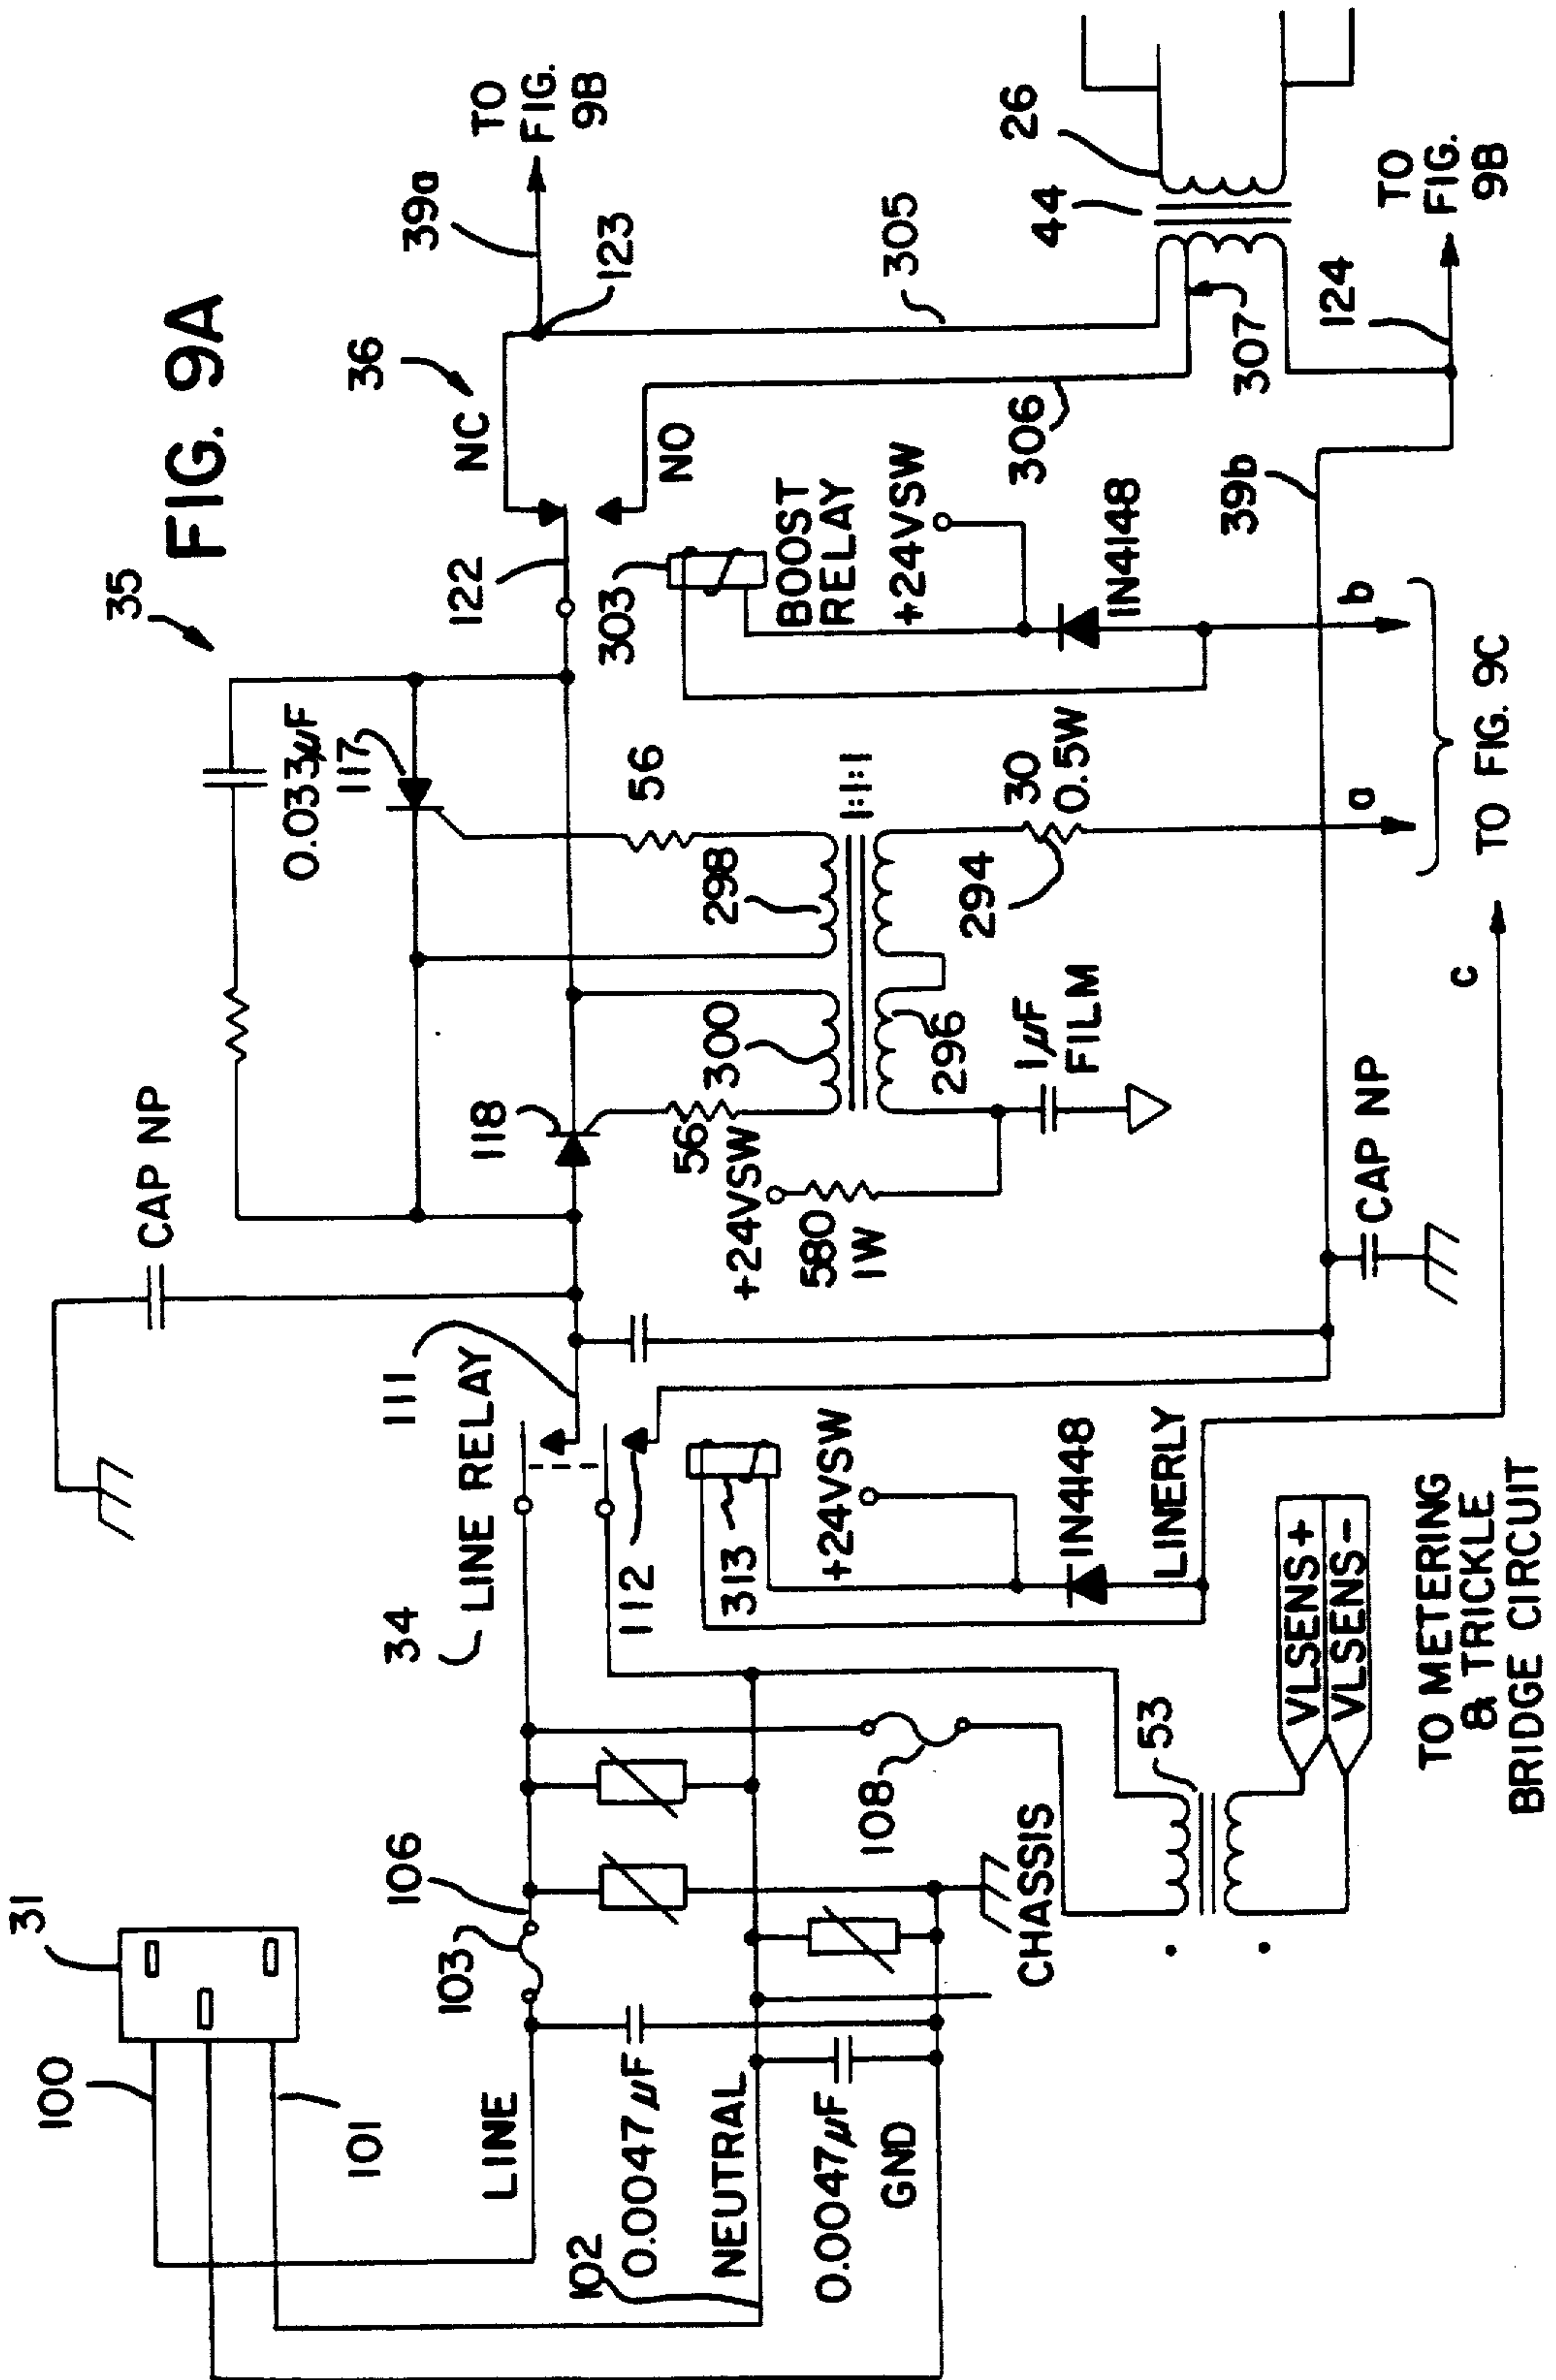 FIG. 9A
31
100
101
LINE
102
0.0047µF
NEUTRAL
0.0047µF
GND
103
106
CHASSIS
108
53
VLSENS+
VLSENS-
TO METERING
& TRICKLE
BRIDGE CIRCUIT
34
LINE RELAY
111
112
313
+24VSW
IN4148
LINERLY
CAP NP
CAP NP
c
35
118
56
+24VSW
580
1W
300
296
1µF
FILM
0.033µF
117
56
298
1:1:1
294
30
0.5W
a
b
TO FIG. 9C
122
303
BOOST
RELAY
+24VSW
IN4148
39b
36
NC
NO
306
305
307
123
39a
TO
FIG.
9B
44
26
124
TO
FIG.
9B